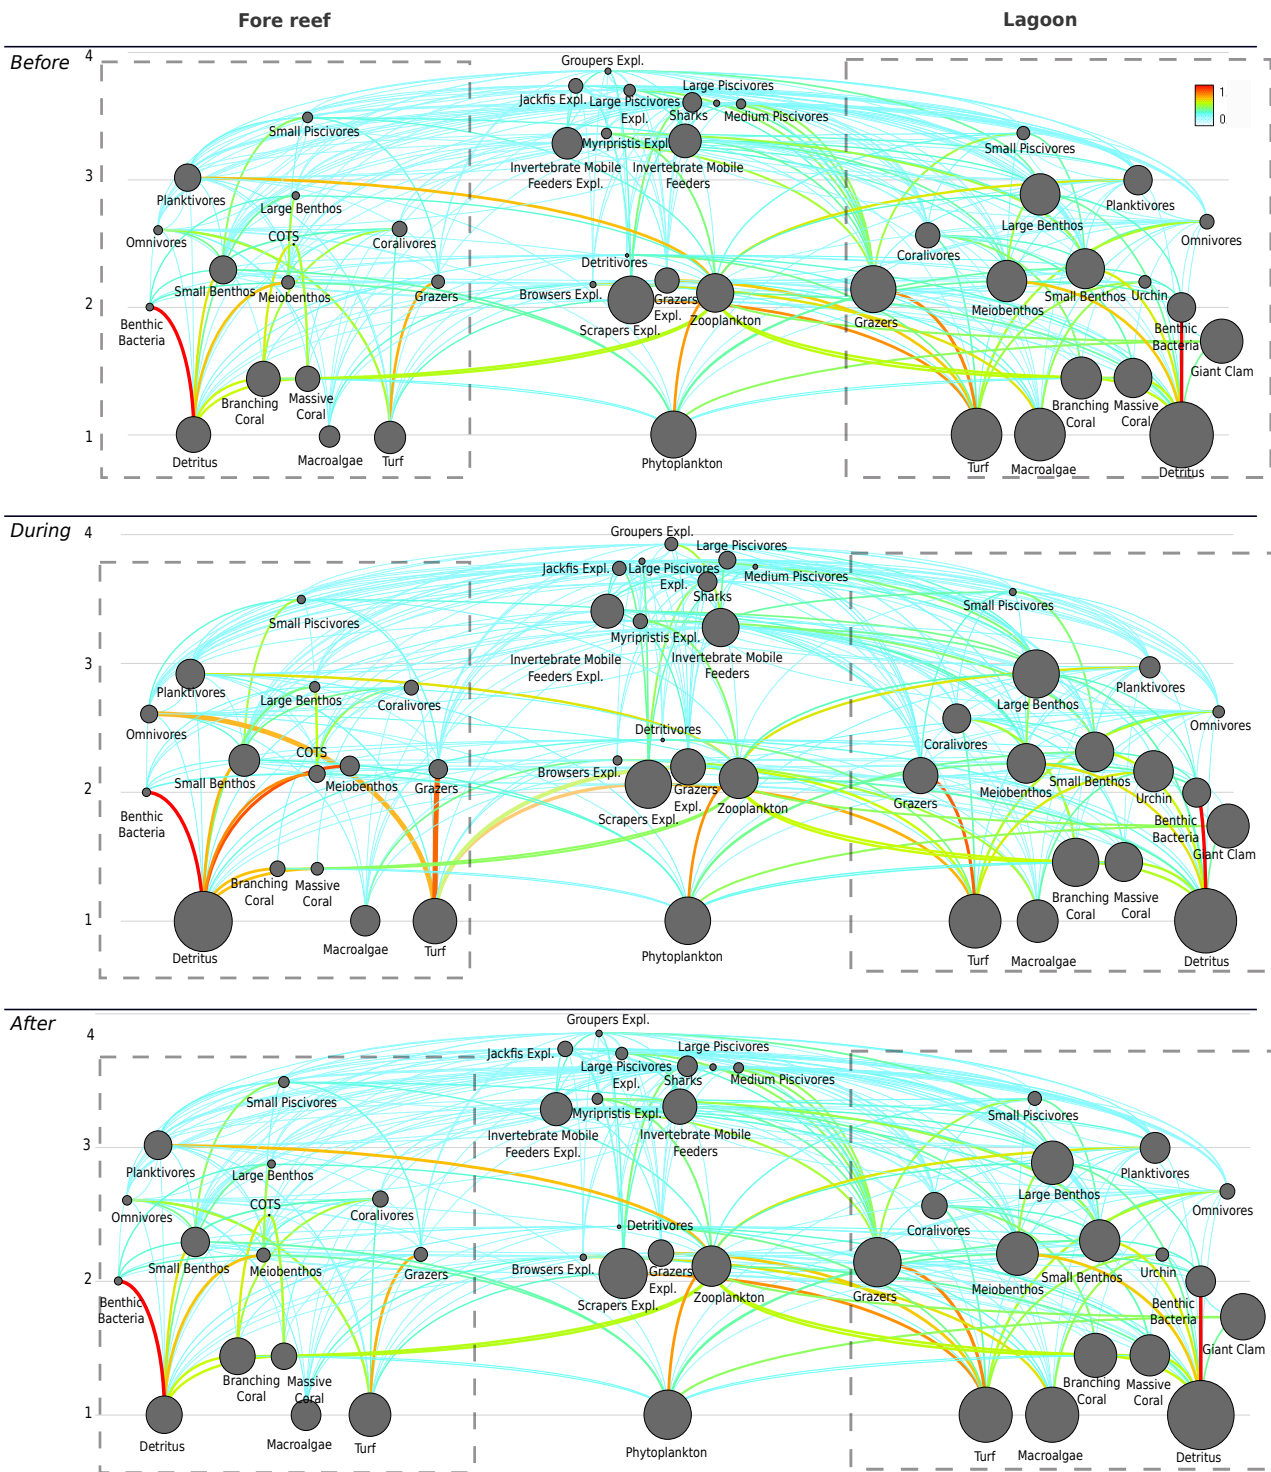 Fore reef
Lagoon
Before
4
3
2
1
Groupers Expl.
Jackfis Expl.
Large Piscivores
Expl.
Large Piscivores
Sharks
Medium Piscivores
Small Piscivores
Myripristis Expl.
Invertebrate Mobile
Feeders Expl.
Invertebrate Mobile
Feeders
Planktivores
Large Benthos
Omnivores
COTS
Coralivores
Small Benthos
Meiobenthos
Grazers
Benthic
Bacteria
Branching
Coral
Massive
Coral
Detritus
Macroalgae
Turf
Detritivores
Browsers Expl.
Grazers
Expl.
Scrapers Expl.
Zooplankton
Phytoplankton
1
0
Small Piscivores
Planktivores
Large Benthos
Omnivores
Coralivores
Small Benthos
Urchin
Meiobenthos
Grazers
Benthic
Bacteria
Giant Clam
Branching
Coral
Massive
Coral
Turf
Macroalgae
Detritus
During
4
3
2
1
Groupers Expl.
Large Piscivores
Jackfis Expl.
Large Piscivores
Expl.
Medium Piscivores
Sharks
Small Piscivores
Myripristis Expl.
Invertebrate Mobile
Feeders Expl.
Invertebrate Mobile
Feeders
Planktivores
Large Benthos
Coralivores
Omnivores
COTS
Small Benthos
Meiobenthos
Grazers
Benthic
Bacteria
Branching
Coral
Massive
Coral
Detritus
Macroalgae
Turf
Detritivores
Browsers Expl.
Grazers
Expl.
Scrapers Expl.
Zooplankton
Phytoplankton
Small Piscivores
Planktivores
Large Benthos
Omnivores
Coralivores
Small Benthos
Meiobenthos
Urchin
Grazers
Benthic
Bacteria
Giant Clam
Branching
Coral
Massive
Coral
Turf
Macroalgae
Detritus
After
4
3
2
1
Groupers Expl.
Jackfis Expl.
Large Piscivores
Large Piscivores
Expl.
Sharks
Medium Piscivores
Small Piscivores
Myripristis Expl.
Invertebrate Mobile
Feeders Expl.
Invertebrate Mobile
Feeders
Planktivores
Large Benthos
Omnivores
COTS
Coralivores
Small Benthos
Meiobenthos
Grazers
Benthic
Bacteria
Branching
Coral
Massive
Coral
Detritus
Macroalgae
Turf
Detritivores
Browsers Expl.
Grazers
Expl.
Scrapers Expl.
Zooplankton
Phytoplankton
Small Piscivores
Planktivores
Large Benthos
Omnivores
Coralivores
Small Benthos
Urchin
Meiobenthos
Grazers
Benthic
Bacteria
Giant Clam
Branching
Coral
Massive
Coral
Turf
Macroalgae
Detritus